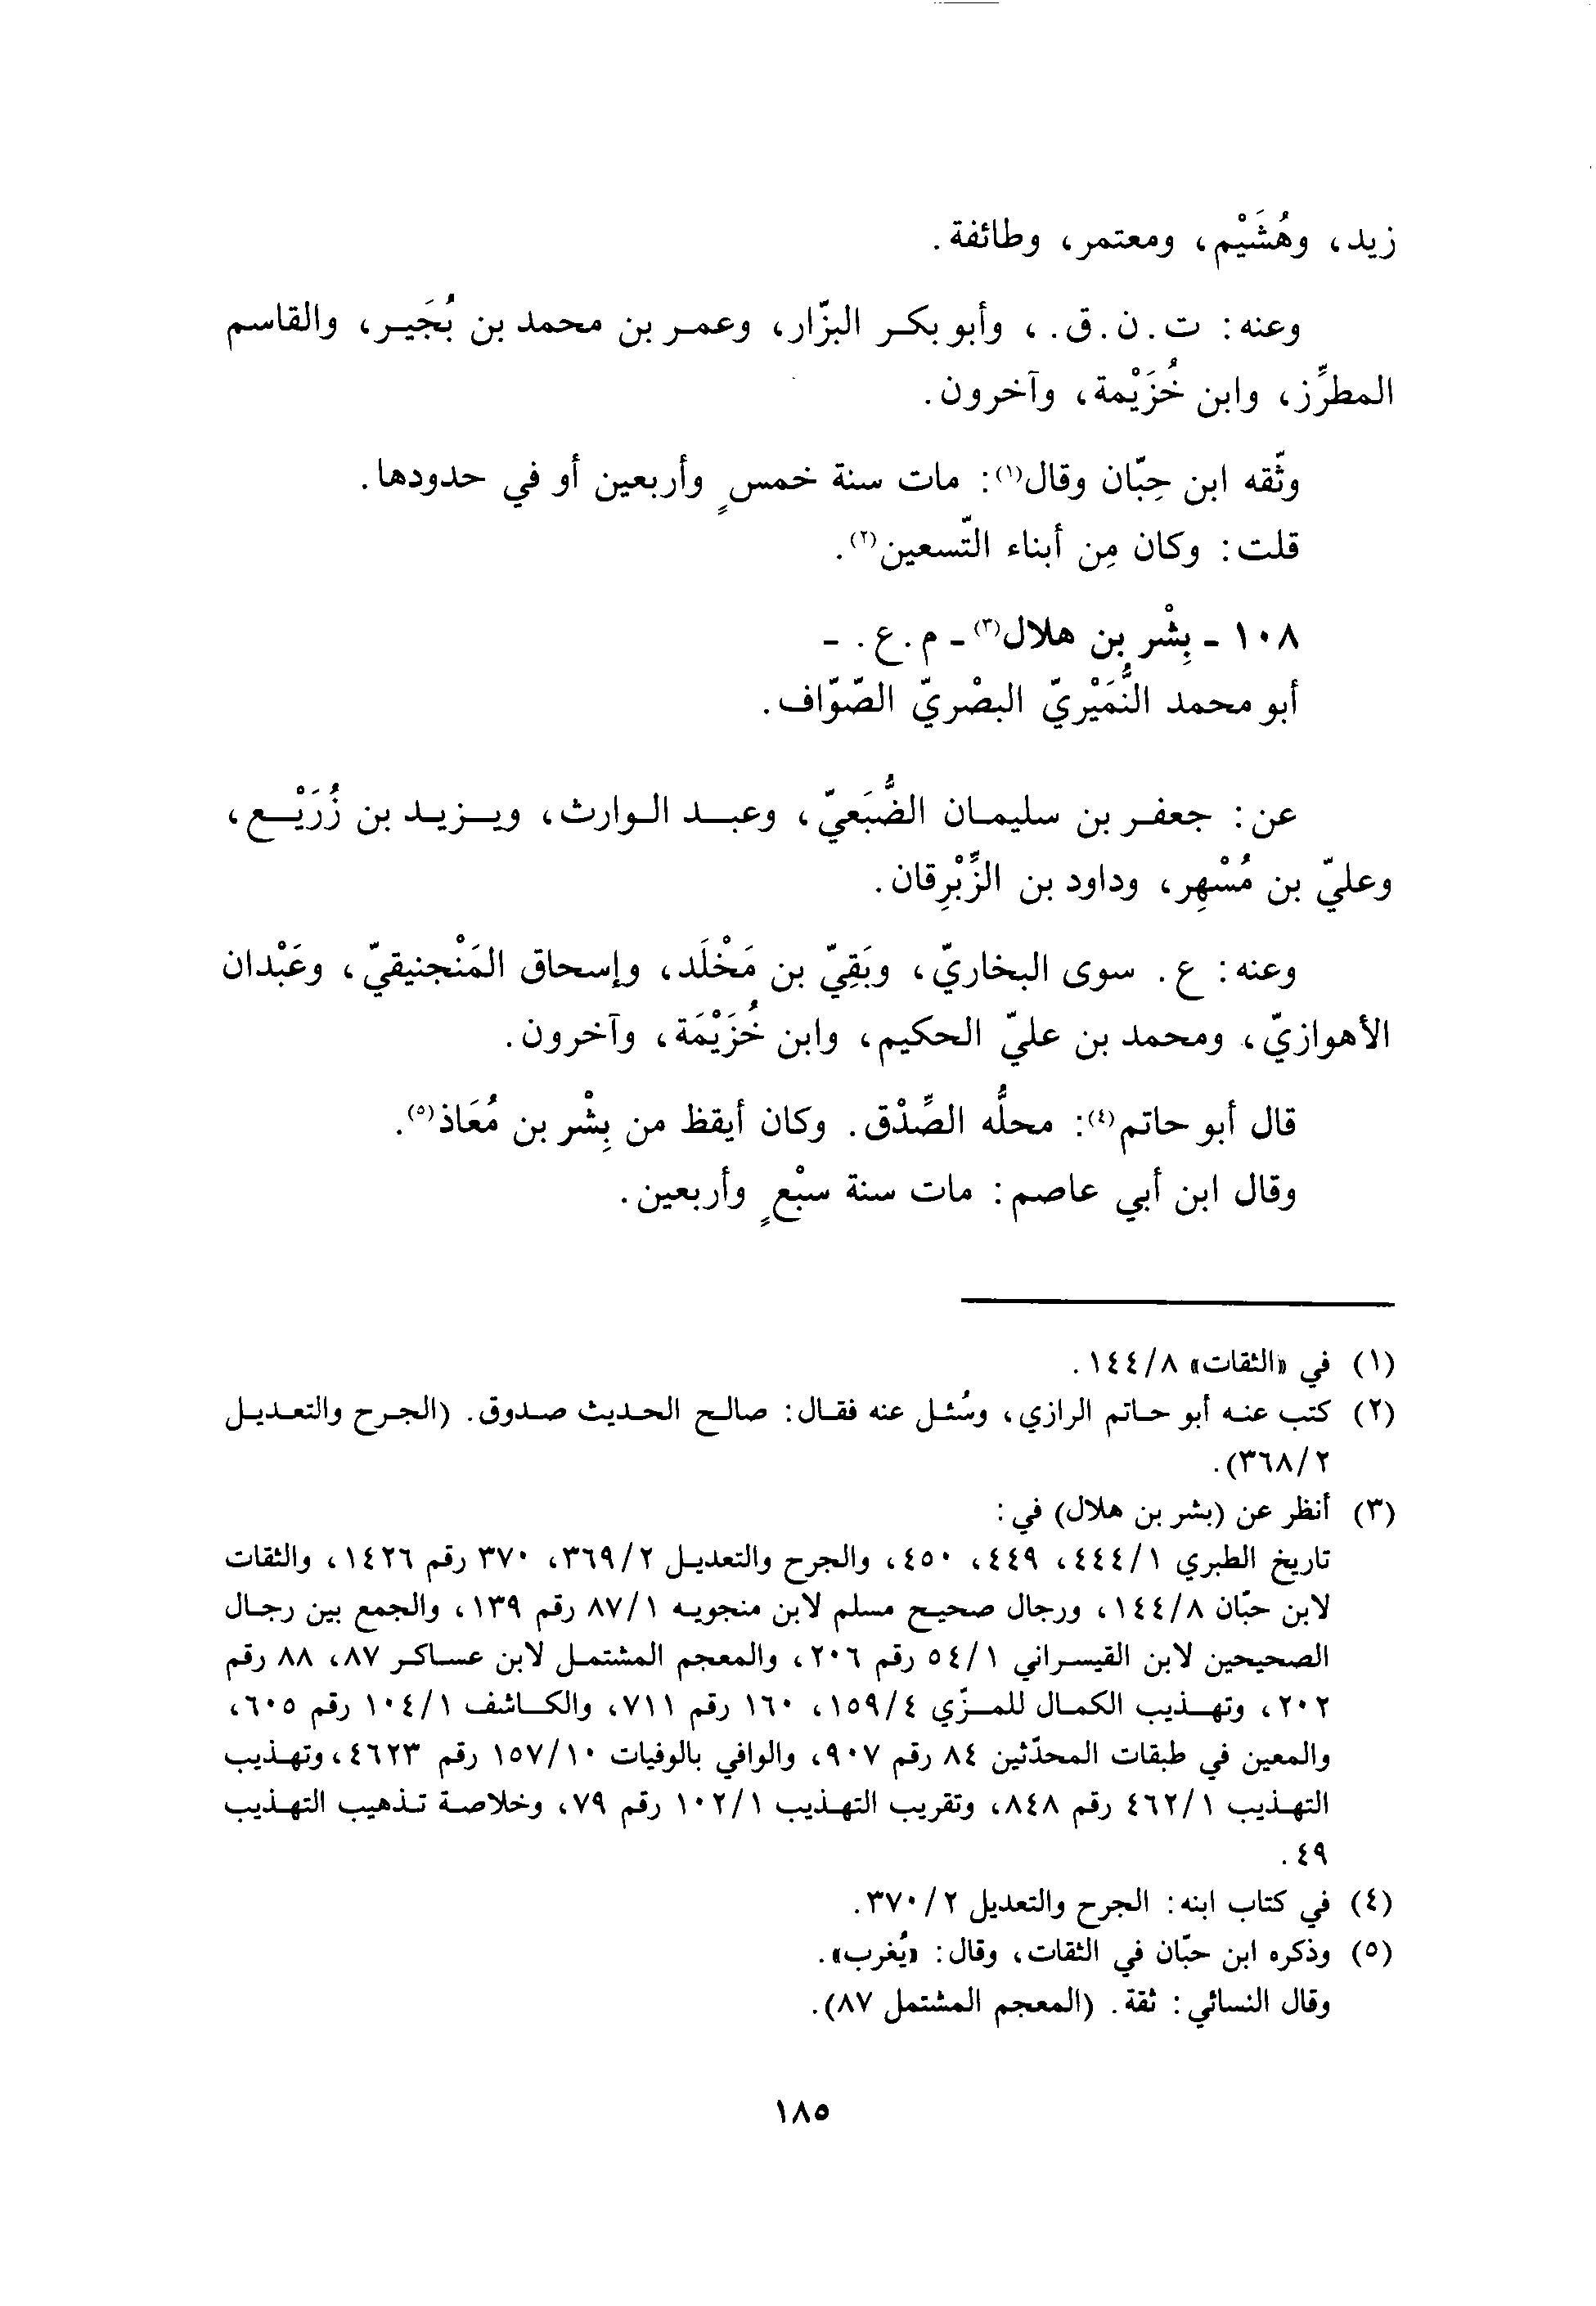 زيد، وهُشَيْم، ومعتمر، وطائفة.
وعنه: ت. ن. ق. ، وأبو بكر البزّار، وعمر بن محمد بن بُجَير، والقاسم
المطرِّز، وابن خُزَيْمة، وآخرون.
وثّقه ابن حِبّان وقال(١): مات سنة خمسٍ وأربعين أو في حدودها.
قلت: وكان مِن أبناء التّسعين(٢).
١٠٨ - بِشْر بن هلال(٣) - م. ع. -
أبو محمد النُّمَيْريّ البصْريّ الصّوّاف.
عن: جعفر بن سليمان الضُّبَعيّ، وعبد الوارث، ويزيد بن زُرَيْع،
وعليّ بن مُسْهِر، وداود بن الزِّبْرِقان.
وعنه: ع. سوى البخاريّ، وبَقِيّ بن مَخْلَد، وإسحاق المَنْجنيقيّ، وعَبْدان
الأهوازيّ، ومحمد بن عليّ الحكيم، وابن خُزَيْمَة، وآخرون.
قال أبو حاتم(٤): محلُّه الصِّدْق. وكان أيقظ من بِشْر بن مُعَاذ(٥).
وقال ابن أبي عاصم: مات سنة سبْعٍ وأربعين.
(١) في «الثقات» ١٤٤/٨.
(٢) كتب عنه أبو حاتم الرازي، وسُئل عنه فقال: صالح الحديث صدوق. (الجرح والتعديل
٣٦٨/٢).
(٣) أنظر عن (بشر بن هلال) في:
تاريخ الطبري ٤٤٤/١، ٤٤٩، ٤٥٠، والجرح والتعديل ٣٦٩/٢، ٣٧٠ رقم ١٤٢٦، والثقات
لابن حبّان ١٤٤/٨، ورجال صحيح مسلم لابن منجويه ٨٧/١ رقم ١٣٩، والجمع بين رجال
الصحيحين لابن القيسراني ٥٤/١ رقم ٢٠٦، والمعجم المشتمل لابن عساكر ٨٧، ٨٨ رقم
٢٠٢، وتهذيب الكمال للمزّي ١٥٩/٤، ١٦٠ رقم ٧١١، والكاشف ١٠٤/١ رقم ٦٠٥،
والمعين في طبقات المحدّثين ٨٤ رقم ٩٠٧، والوافي بالوفيات ١٥٧/١٠ رقم ٤٦٢٣، وتهذيب
التهذيب ٤٦٢/١ رقم ٨٤٨، وتقريب التهذيب ١٠٢/١ رقم ٧٩، وخلاصة تذهيب التهذيب
٤٩.
(٤) في كتاب ابنه: الجرح والتعديل ٣٧٠/٢.
(٥) وذكره ابن حبّان في الثقات، وقال: «يُغرب».
وقال النسائي: ثقة. (المعجم المشتمل ٨٧).
١٨٥